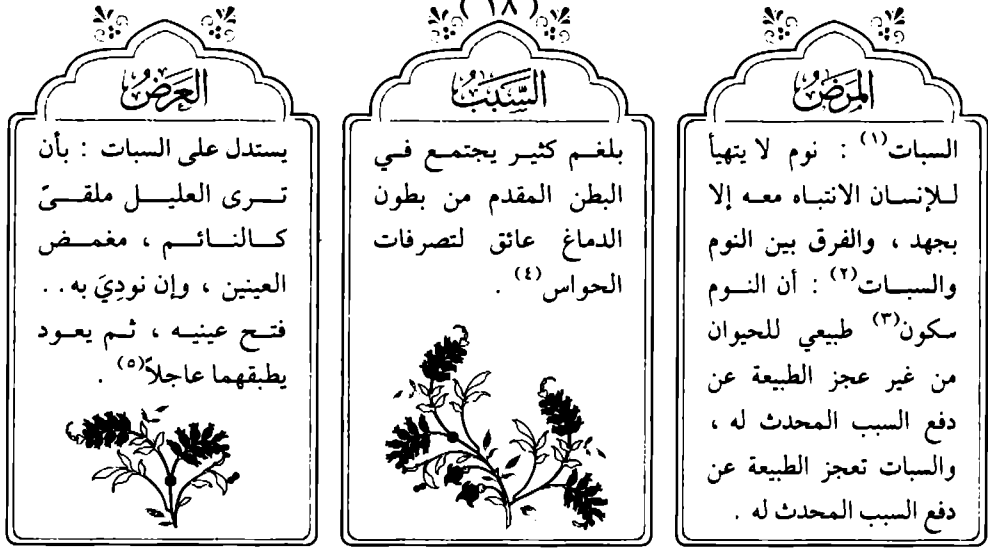 ( ١٨ )
المَرَضُ
السبات(١) : نوم لا يتهيأ
للإنسان الانتباه معه إلا
بجهد ، والفرق بين النوم
والسبات(٢) : أن النوم
سكون(٣) طبيعي للحيوان
من غير عجز الطبيعة عن
دفع السبب المحدث له ،
والسبات تعجز الطبيعة عن
دفع السبب المحدث له .
السَّبَبُ
بلغم كثير يجتمع في
البطن المقدم من بطون
الدماغ عائق لتصرفات
الحواس(٤) .
العَرَضُ
يستدل على السبات : بأن
ترى العليل ملقىً
كالنائم ، مغمض
العينين ، وإن نودِيَ به . .
فتح عينيه ، ثم يعود
يطبقهما عاجلاً(٥) .